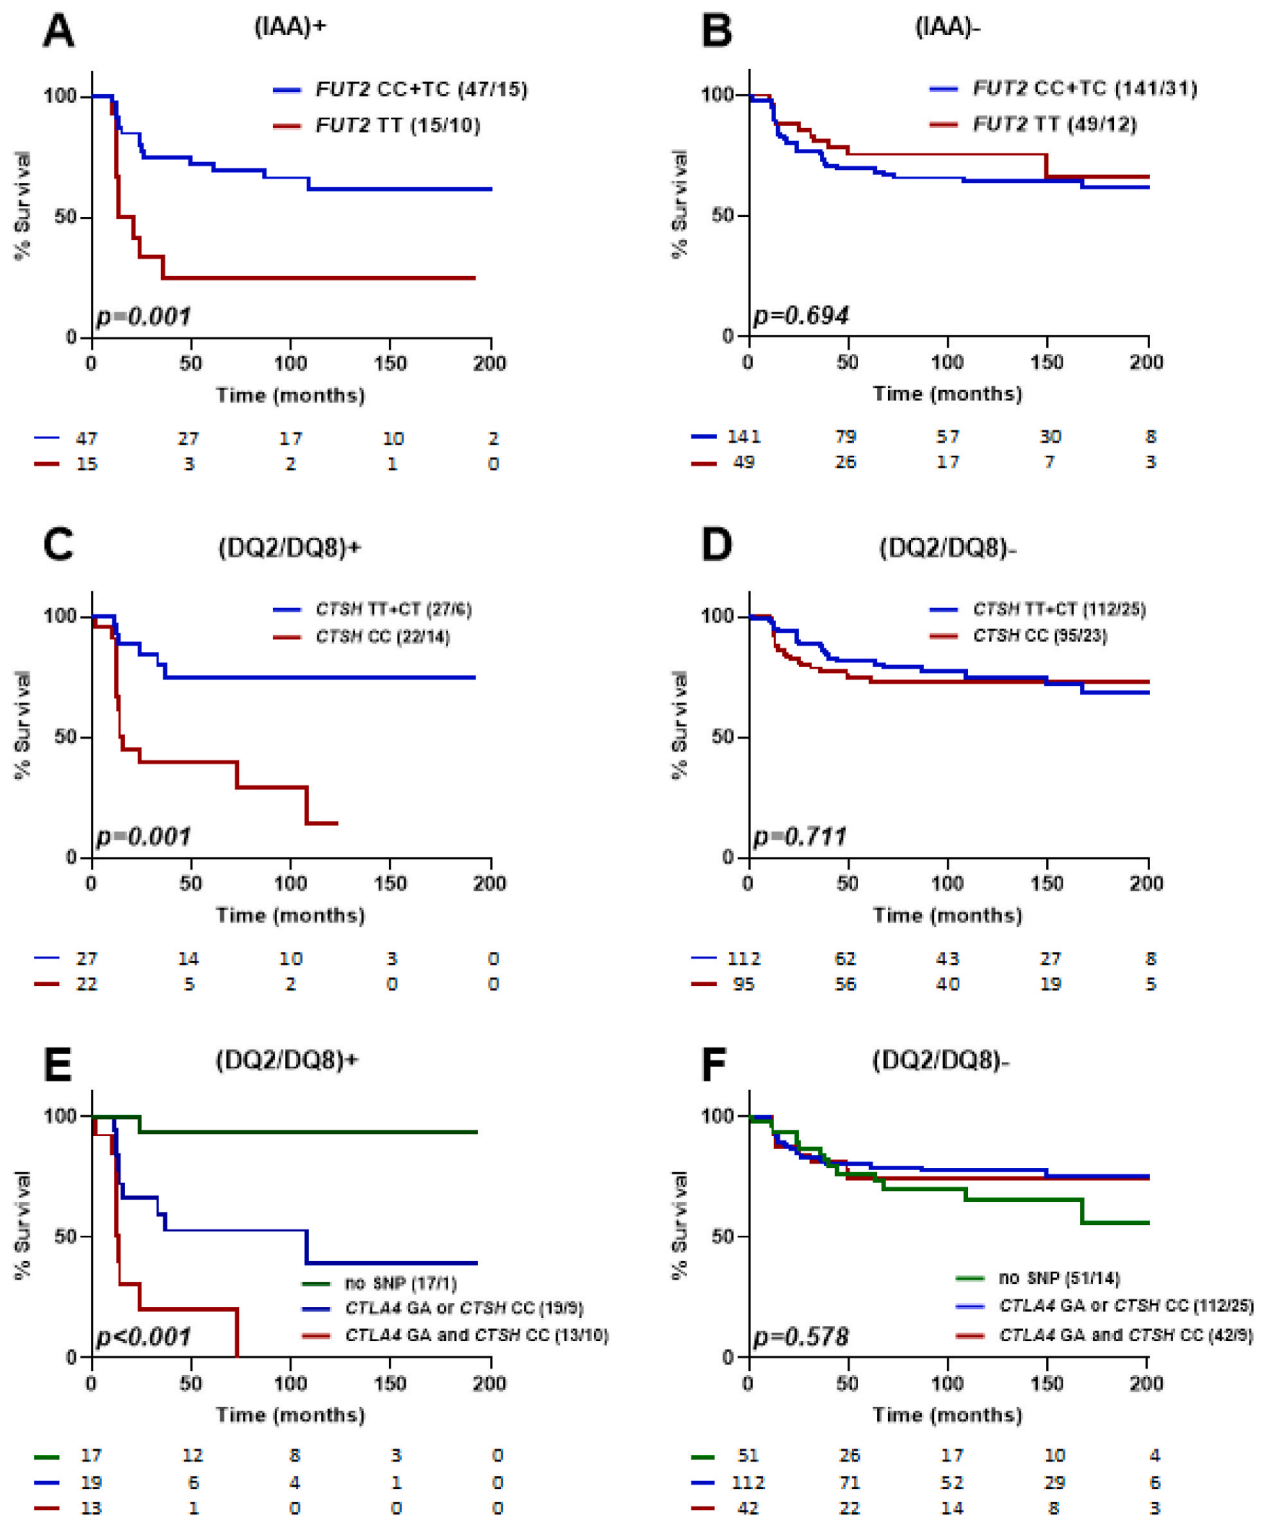 A
(IAA)+
FUT2 CC+TC (47/15)
FUT2 TT (15/10)
100
50
0
% Survival
p=0.001
0 50 100 150 200
Time (months)
47 27 17 10 2
15 3 2 1 0
B
(IAA)-
FUT2 CC+TC (141/31)
FUT2 TT (49/12)
100
50
0
% Survival
p=0.694
0 50 100 150 200
Time (months)
141 79 57 30 8
49 26 17 7 3
C
(DQ2/DQ8)+
CTSH TT+CT (27/6)
CTSH CC (22/14)
100
50
0
% Survival
p=0.001
0 50 100 150 200
Time (months)
27 14 10 3 0
22 5 2 0 0
D
(DQ2/DQ8)-
CTSH TT+CT (112/25)
CTSH CC (95/23)
100
50
0
% Survival
p=0.711
0 50 100 150 200
Time (months)
112 62 43 27 8
95 56 40 19 5
E
(DQ2/DQ8)+
100
50
0
% Survival
no SNP (17/1)
CTLA4 GA or CTSH CC (19/9)
CTLA4 GA and CTSH CC (13/10)
p<0.001
0 50 100 150 200
Time (months)
17 12 8 3 0
19 6 4 1 0
13 1 0 0 0
F
(DQ2/DQ8)-
100
50
0
% Survival
no SNP (51/14)
CTLA4 GA or CTSH CC (112/25)
CTLA4 GA and CTSH CC (42/9)
p=0.578
0 50 100 150 200
Time (months)
51 26 17 10 4
112 71 52 29 6
42 22 14 8 3